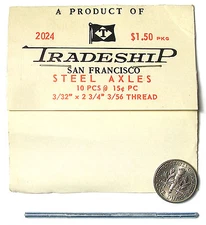 A PRODUCT OF
2024
$1.50 PKG
TRADESHIP
SAN FRANCISCO
STEEL AXLES
10 PCS @ 15¢ PC
3/32" x 2 3/4" 3/56 THREAD